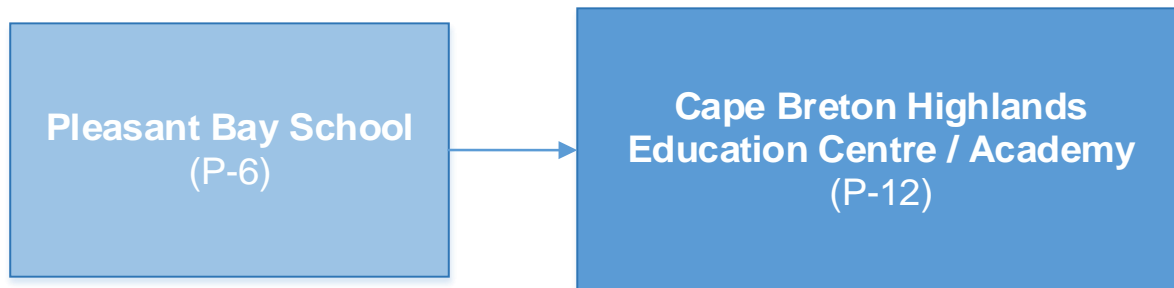 Pleasant Bay School
(P-6)
Cape Breton Highlands
Education Centre / Academy
(P-12)